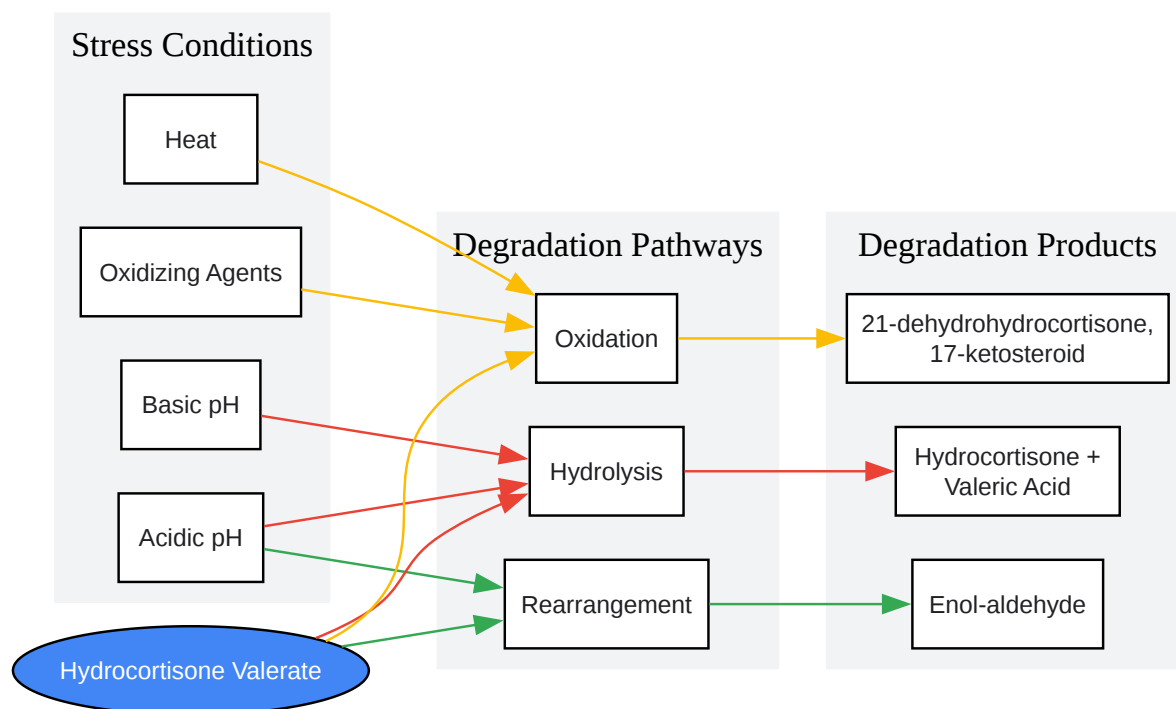 Stress Conditions
Heat
Oxidizing Agents
Basic pH
Acidic pH
Hydrocortisone Valerate
Degradation Pathways
Oxidation
Hydrolysis
Rearrangement
Degradation Products
21-dehydrohydrocortisone,
17-ketosteroid
Hydrocortisone +
Valeric Acid
Enol-aldehyde